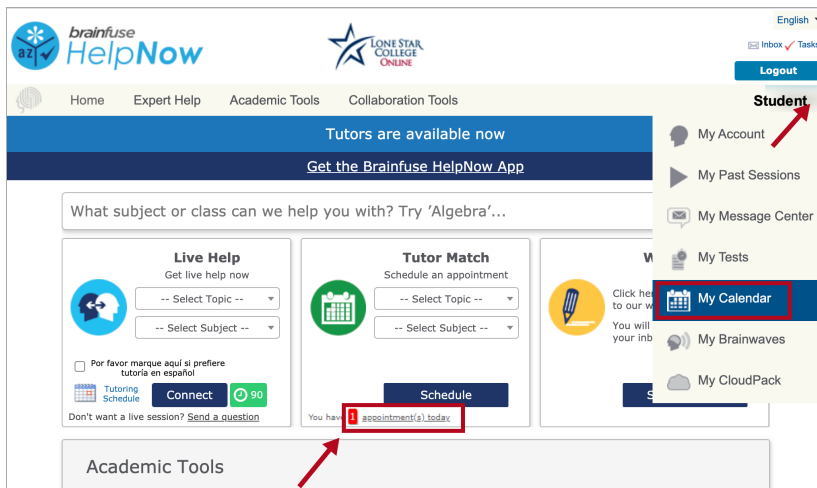 English
brainfuse
HelpNow
az
LONE STAR
COLLEGE
ONLINE
Inbox Tasks
Logout
Home Expert Help Academic Tools Collaboration Tools Student
Tutors are available now
Get the Brainfuse HelpNow App
My Account
My Past Sessions
My Message Center
My Tests
My Calendar
My Brainwaves
My CloudPack
What subject or class can we help you with? Try 'Algebra'...
Live Help
Get live help now
-- Select Topic --
-- Select Subject --
Por favor marque aquí si prefiere
tutoría en español
Tutoring
Schedule
Connect
90
Don't want a live session? Send a question
Tutor Match
Schedule an appointment
-- Select Topic --
-- Select Subject --
Schedule
You have 1 appointment(s) today
W
Click her
to our w
You will
your inb
S
Academic Tools